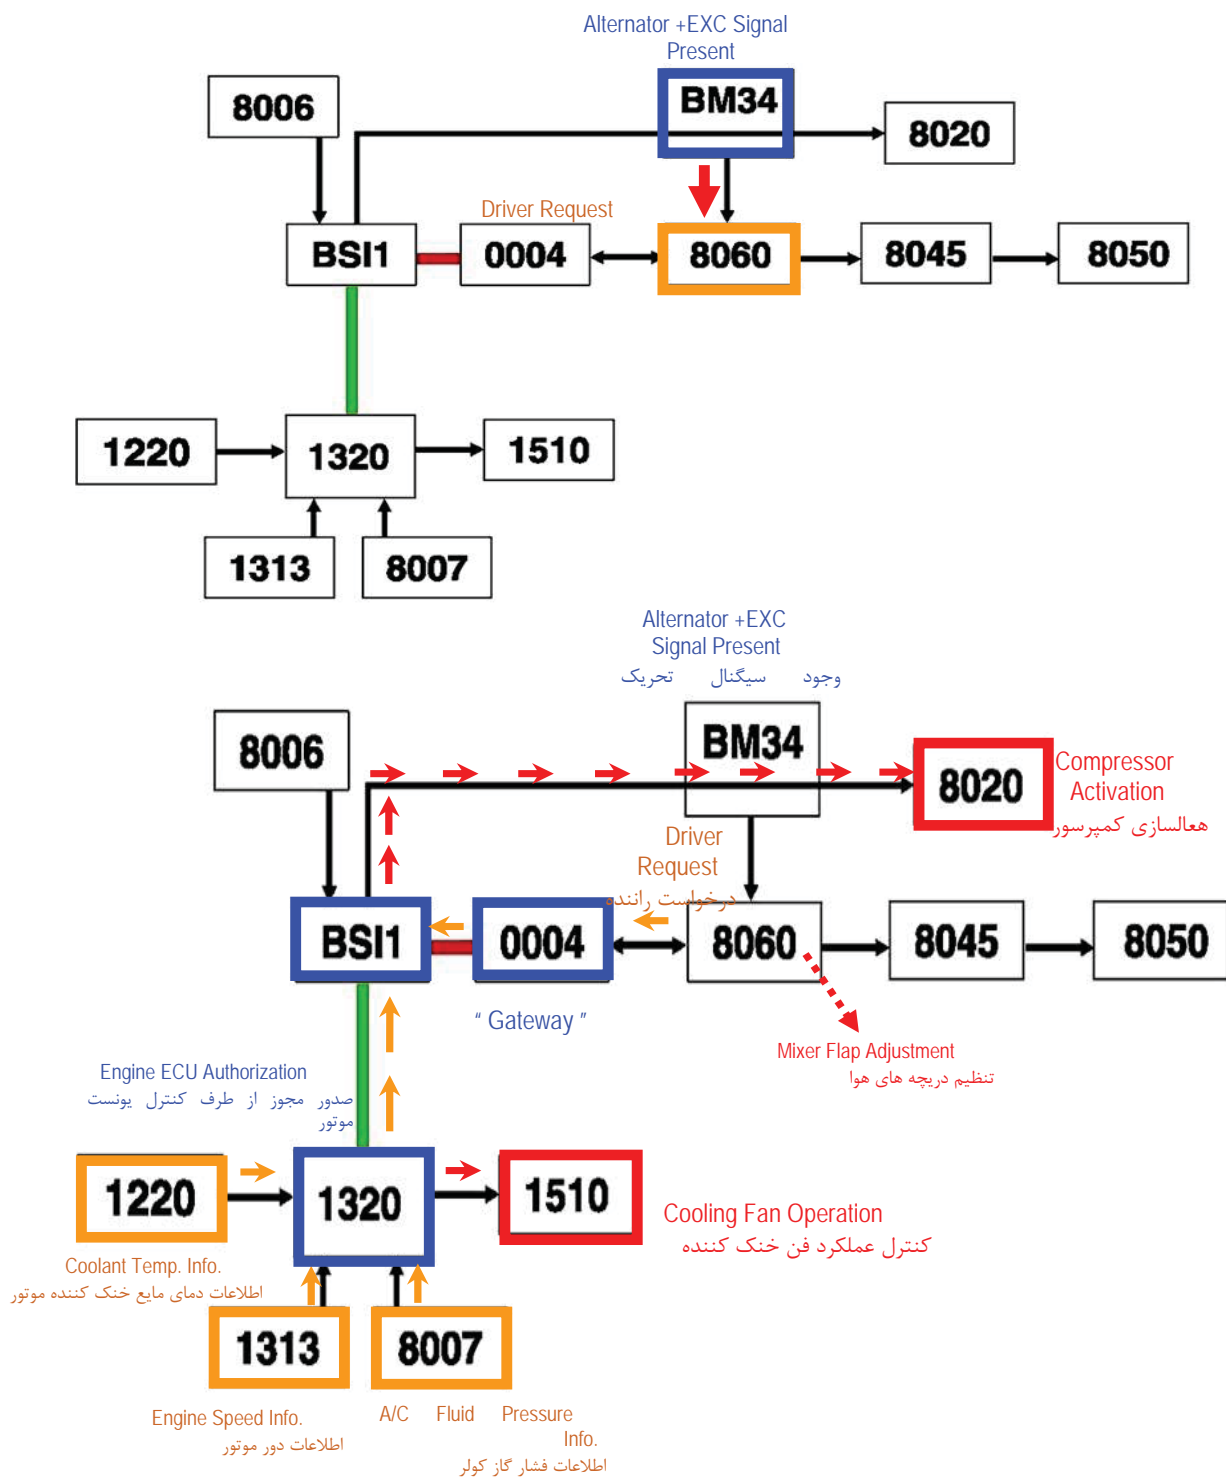 Alternator +EXC Signal
Present
8006
BM34
8020
Driver Request
BSI1
0004
8060
8045
8050
1220
1320
1510
1313
8007
Alternator +EXC
Signal Present
وجود سیگنال تحریک
8006
BM34
8020
Compressor
Activation
هعالسازی کمپرسور
Driver
Request
درخواست راننده
BSI1
0004
8060
8045
8050
“ Gateway ”
Mixer Flap Adjustment
تنظیم دریچه های هوا
Engine ECU Authorization
صدور مجوز از طرف کنترل یونست
موتور
1220
1320
1510
Cooling Fan Operation
کنترل عملکرد فن خنک کننده
Coolant Temp. Info.
اطلاعات دمای مایع خنک کننده موتور
1313
8007
Engine Speed Info.
اطلاعات دور موتور
A/C Fluid Pressure
Info.
اطلاعات فشار گاز کولر